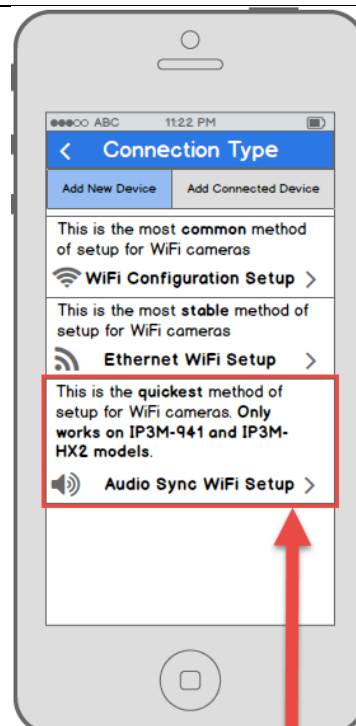 ABC 11:22 PM
< Connection Type
Add New Device Add Connected Device
This is the most common method
of setup for WiFi cameras
WiFi Configuration Setup >
This is the most stable method of
setup for WiFi cameras
Ethernet WiFi Setup >
This is the quickest method of
setup for WiFi cameras. Only
works on IP3M-941 and IP3M-
HX2 models.
Audio Sync WiFi Setup >